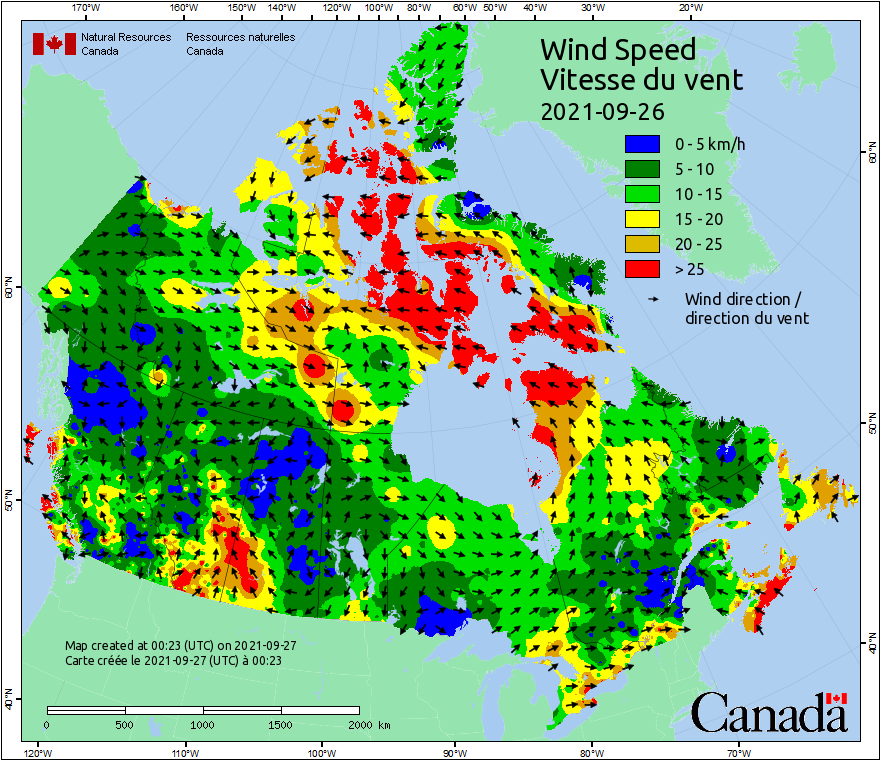 170°W 160°W 150°W 140°W 130°W 120°W 110°W 100°W 90°W 80°W 70°W 60°W 50°W 40°W 30°W 20°W
Natural Resources Ressources naturelles
Canada Canada
Wind Speed
Vitesse du vent
2021-09-26
0 - 5 km/h
5 - 10
10 - 15
15 - 20
20 - 25
> 25
Wind direction /
direction du vent
60°N 60°N
50°N 50°N
40°N 40°N
Map created at 00:23 (UTC) on 2021-09-27
Carte créée le 2021-09-27 (UTC) à 00:23
0 500 1000 1500 2000 km
Canada
120°W 110°W 100°W 90°W 80°W 70°W